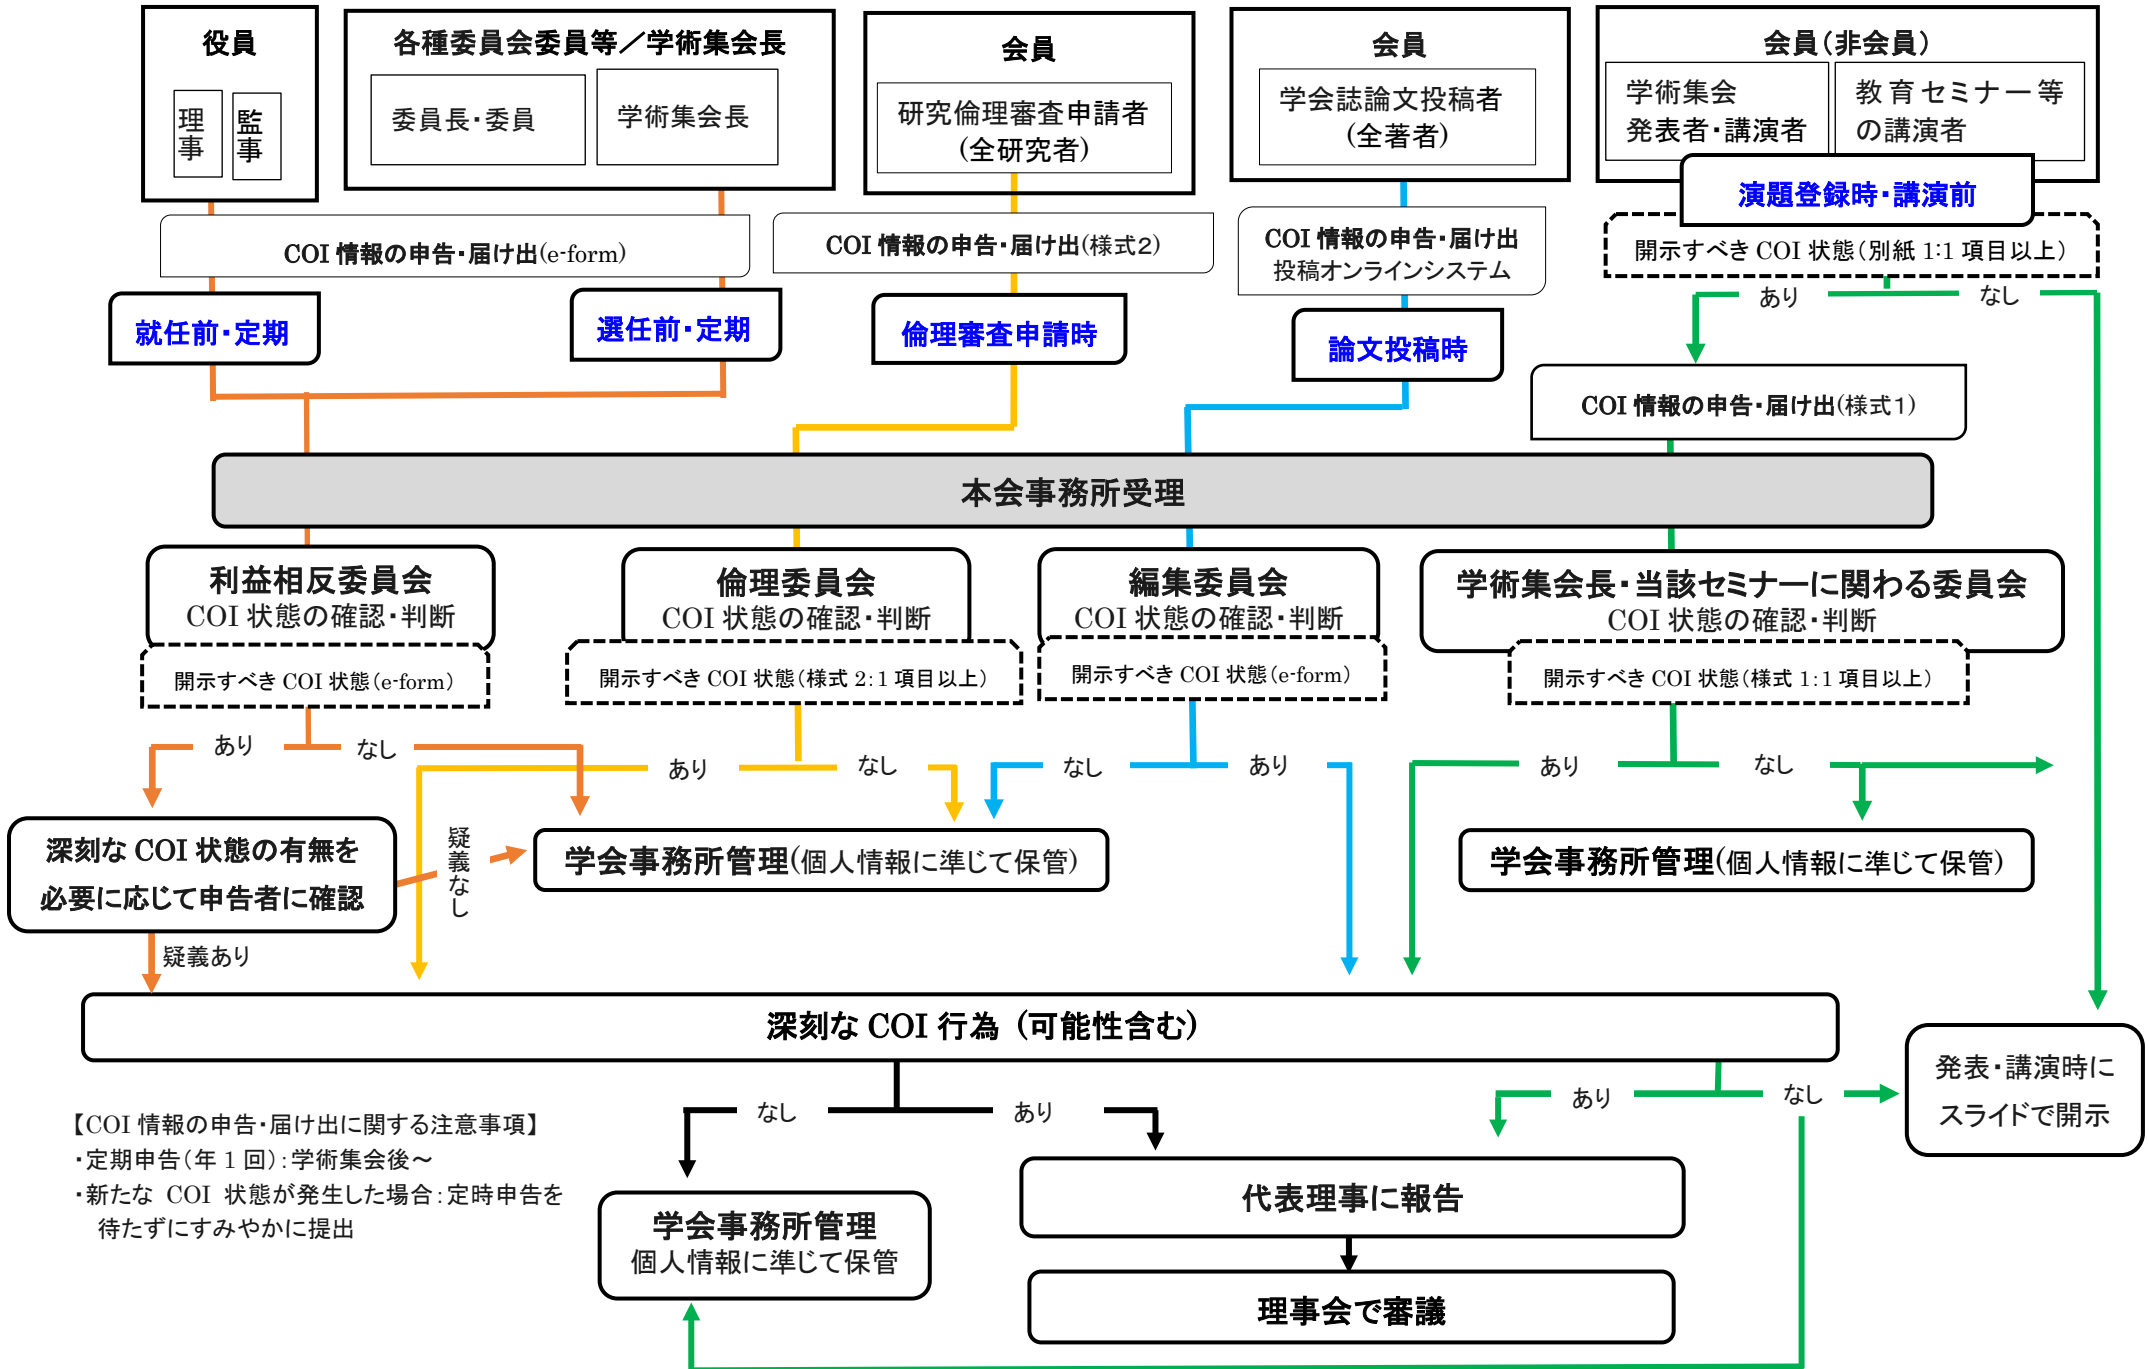 役員
理事
監事
各種委員会委員等／学術集会長
委員長・委員
学術集会長
会員
研究倫理審査申請者
(全研究者)
会員
学会誌論文投稿者
(全著者)
会員(非会員)
学術集会
発表者・講演者
教育セミナー等
の講演者
演題登録時・講演前
COI 情報の申告・届け出(e-form)
COI 情報の申告・届け出(様式２)
COI 情報の申告・届け出
投稿オンラインシステム
開示すべき COI 状態(別紙 1:1 項目以上)
あり
なし
就任前・定期
選任前・定期
倫理審査申請時
論文投稿時
COI 情報の申告・届け出(様式１)
本会事務所受理
利益相反委員会
COI 状態の確認・判断
開示すべき COI 状態(e-form)
倫理委員会
COI 状態の確認・判断
開示すべき COI 状態(様式 2:1 項目以上)
編集委員会
COI 状態の確認・判断
開示すべき COI 状態(e-form)
学術集会長・当該セミナーに関わる委員会
COI 状態の確認・判断
開示すべき COI 状態(様式 1:1 項目以上)
あり
なし
あり
なし
なし
あり
あり
なし
深刻な COI 状態の有無を
必要に応じて申告者に確認
疑義なし
学会事務所管理(個人情報に準じて保管)
学会事務所管理(個人情報に準じて保管)
疑義あり
深刻な COI 行為 (可能性含む)
なし
あり
あり
なし
発表・講演時に
スライドで開示
【COI 情報の申告・届け出に関する注意事項】
・定期申告(年 1 回):学術集会後～
・新たな COI 状態が発生した場合:定時申告を
待たずにすみやかに提出
学会事務所管理
個人情報に準じて保管
代表理事に報告
理事会で審議